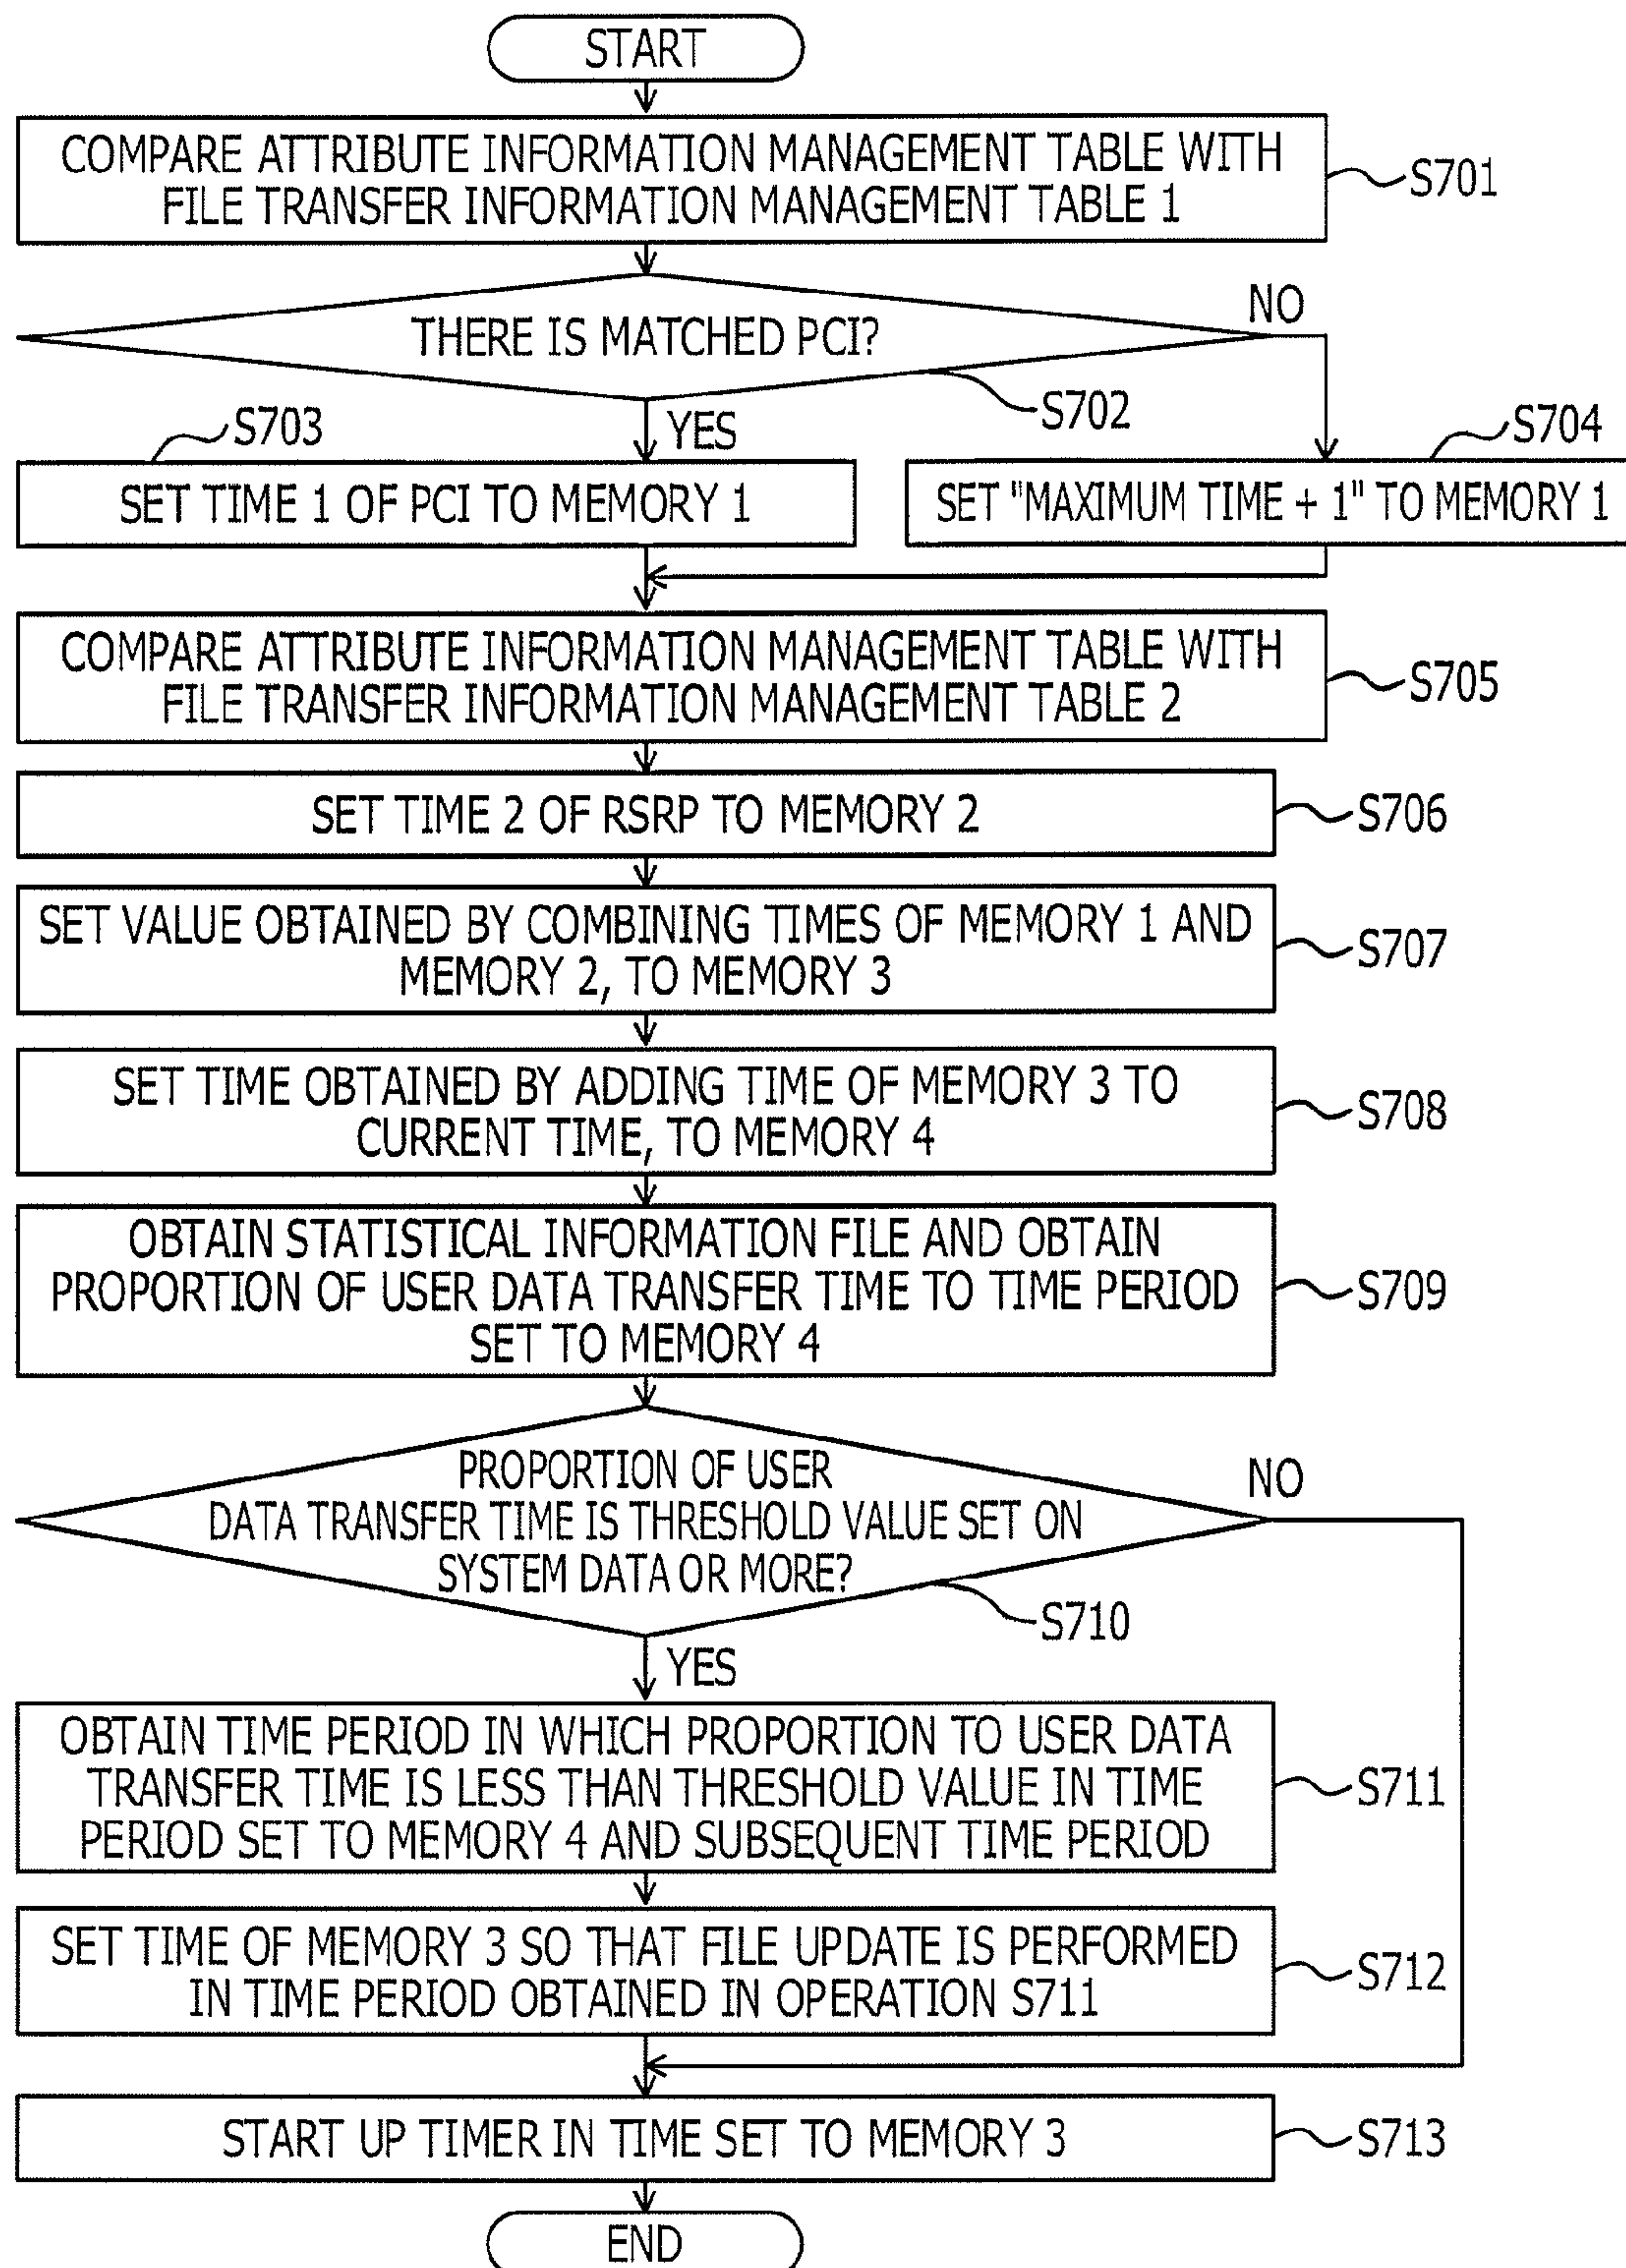 START
COMPARE ATTRIBUTE INFORMATION MANAGEMENT TABLE WITH
FILE TRANSFER INFORMATION MANAGEMENT TABLE 1
S701
THERE IS MATCHED PCI?
NO
S702
YES
S703
SET TIME 1 OF PCI TO MEMORY 1
S704
SET "MAXIMUM TIME + 1" TO MEMORY 1
COMPARE ATTRIBUTE INFORMATION MANAGEMENT TABLE WITH
FILE TRANSFER INFORMATION MANAGEMENT TABLE 2
S705
SET TIME 2 OF RSRP TO MEMORY 2
S706
SET VALUE OBTAINED BY COMBINING TIMES OF MEMORY 1 AND
MEMORY 2, TO MEMORY 3
S707
SET TIME OBTAINED BY ADDING TIME OF MEMORY 3 TO
CURRENT TIME, TO MEMORY 4
S708
OBTAIN STATISTICAL INFORMATION FILE AND OBTAIN
PROPORTION OF USER DATA TRANSFER TIME TO TIME PERIOD
SET TO MEMORY 4
S709
PROPORTION OF USER
DATA TRANSFER TIME IS THRESHOLD VALUE SET ON
SYSTEM DATA OR MORE?
NO
S710
YES
OBTAIN TIME PERIOD IN WHICH PROPORTION TO USER DATA
TRANSFER TIME IS LESS THAN THRESHOLD VALUE IN TIME
PERIOD SET TO MEMORY 4 AND SUBSEQUENT TIME PERIOD
S711
SET TIME OF MEMORY 3 SO THAT FILE UPDATE IS PERFORMED
IN TIME PERIOD OBTAINED IN OPERATION S711
S712
START UP TIMER IN TIME SET TO MEMORY 3
S713
END